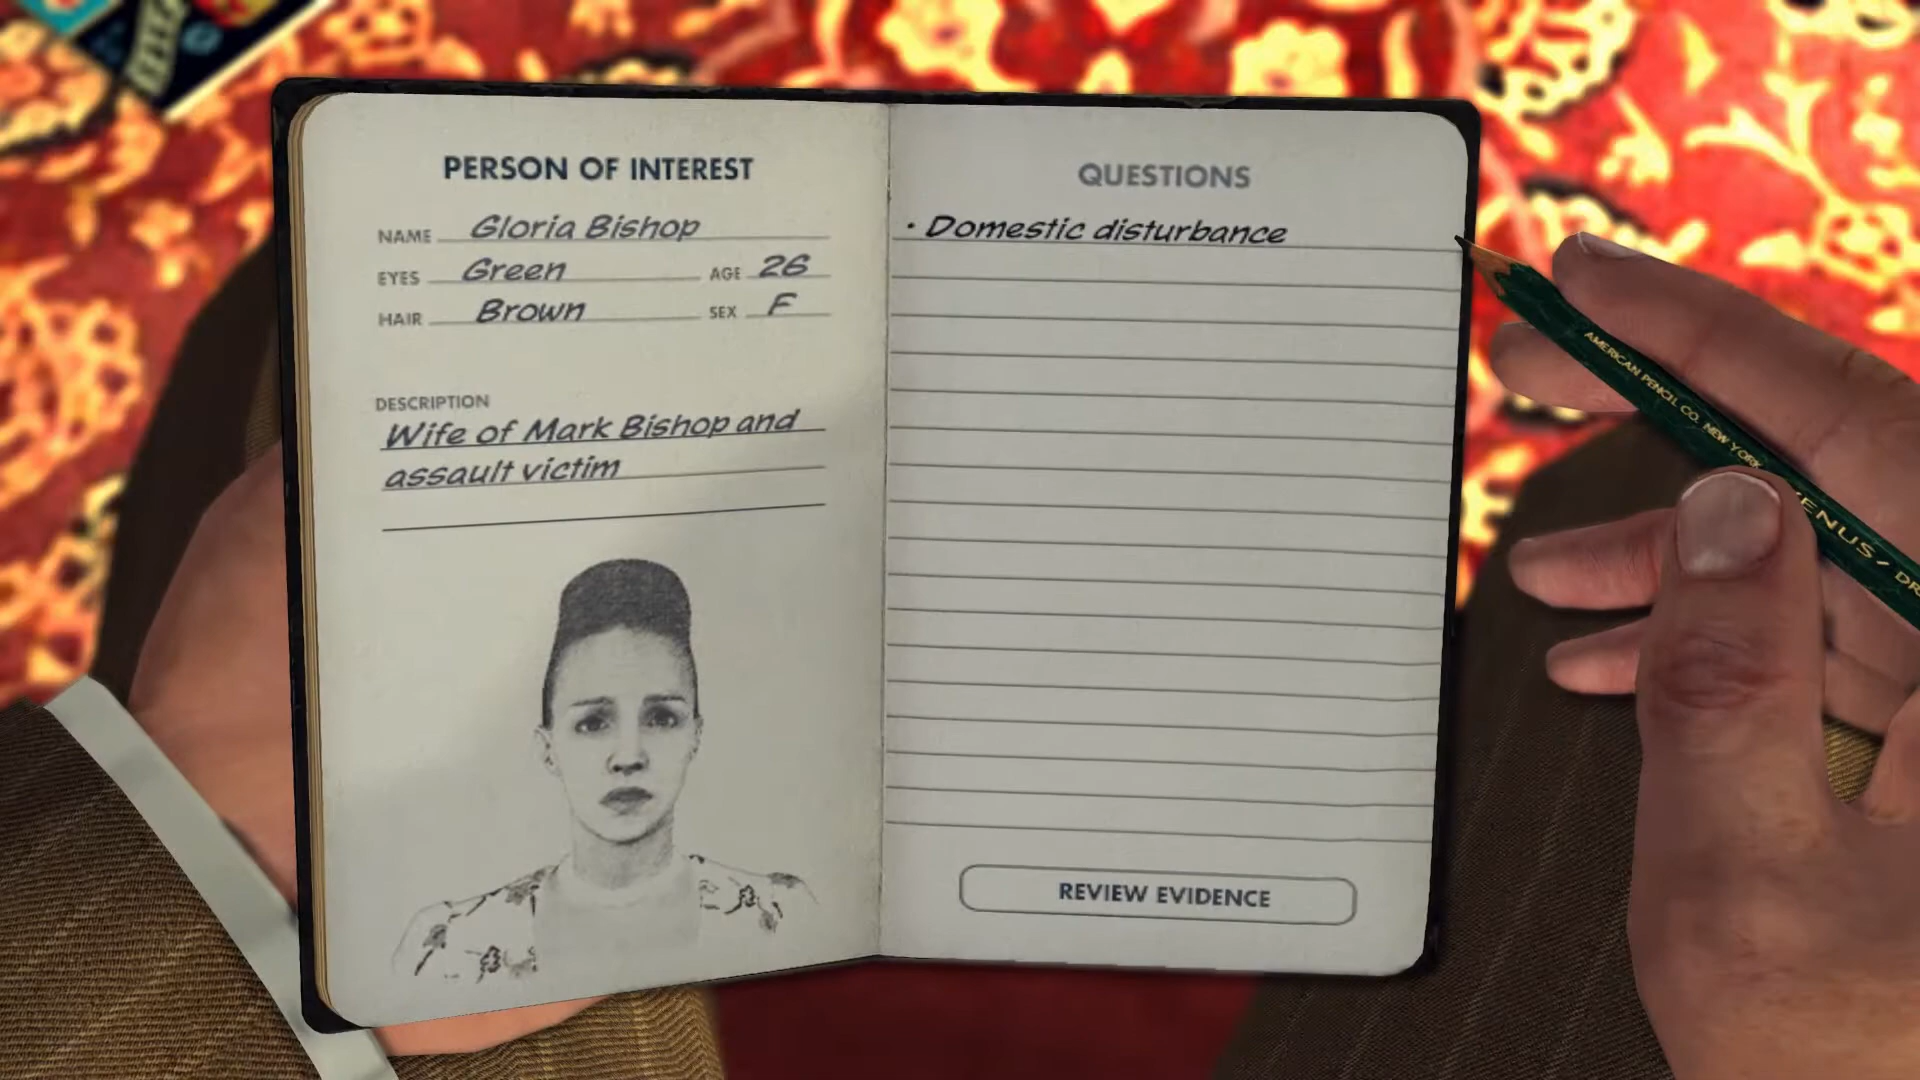 PERSON OF INTEREST
NAME Gloria Bishop
EYES Green AGE 26
HAIR Brown SEX F
DESCRIPTION
Wife of Mark Bishop and
assault victim
QUESTIONS
• Domestic disturbance
REVIEW EVIDENCE
AMERICAN PENCIL CO. NEW YORK
VENUS / DR